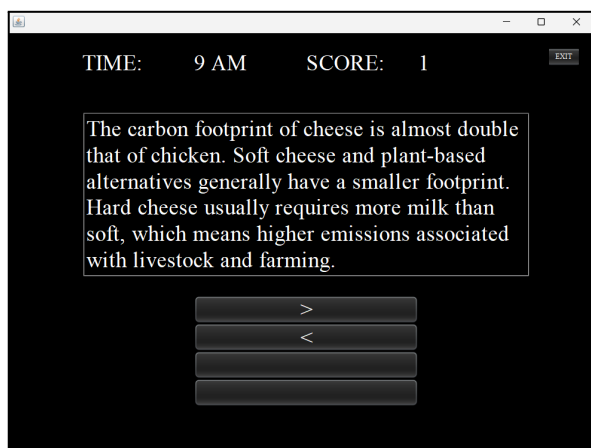 TIME: 9 AM SCORE: 1
EXIT
The carbon footprint of cheese is almost double
that of chicken. Soft cheese and plant-based
alternatives generally have a smaller footprint.
Hard cheese usually requires more milk than
soft, which means higher emissions associated
with livestock and farming.
>
<